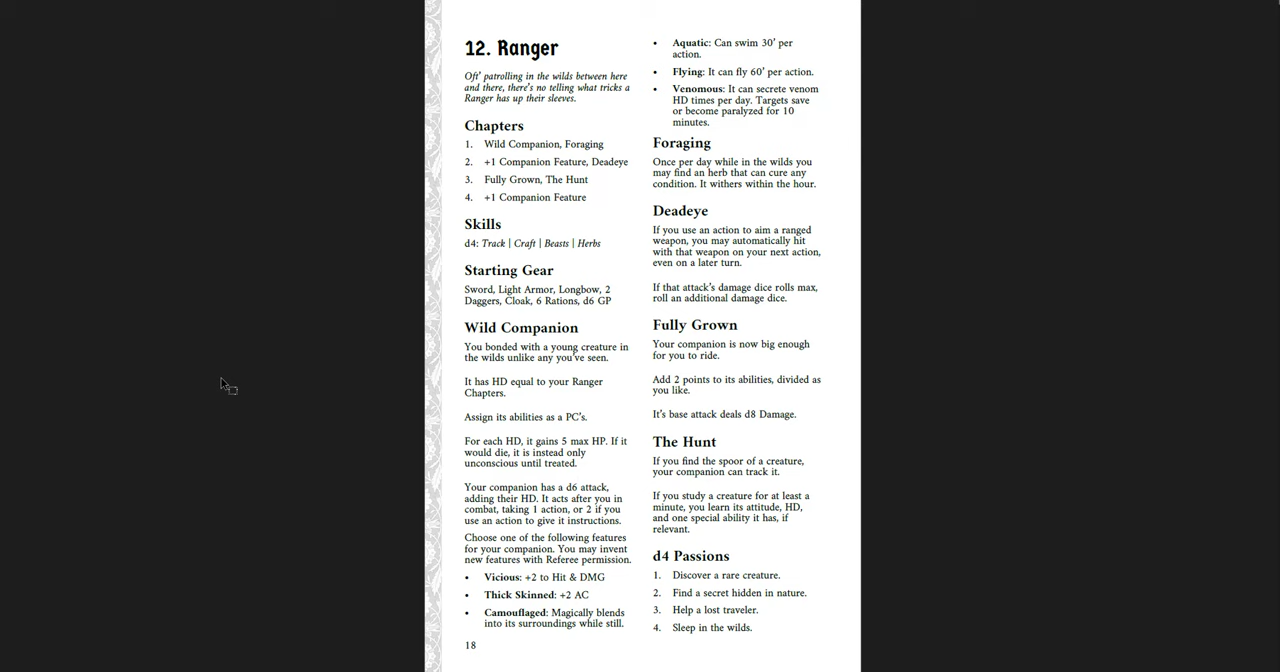 12. Ranger
Oft' patrolling in the wilds between here
and there, there's no telling what tricks a
Ranger has up their sleeves.
Chapters
1. Wild Companion, Foraging
2. +1 Companion Feature, Deadeye
3. Fully Grown, The Hunt
4. +1 Companion Feature
Skills
d4: Track | Craft | Beasts | Herbs
Starting Gear
Sword, Light Armor, Longbow, 2
Daggers, Cloak, 6 Rations, d6 GP
Wild Companion
You bonded with a young creature in
the wilds unlike any you've seen.
It has HD equal to your Ranger
Chapters.
Assign its abilities as a PC's.
For each HD, it gains 5 max HP. If it
would die, it is instead only
unconscious until treated.
Your companion has a d6 attack,
adding their HD. It acts after you in
combat, taking 1 action, or 2 if you
use an action to give it instructions.
Choose one of the following features
for your companion. You may invent
new features with Referee permission.
• Vicious: +2 to Hit & DMG
• Thick Skinned: +2 AC
• Camouflaged: Magically blends
into its surroundings while still.
18
• Aquatic: Can swim 30' per
action.
• Flying: It can fly 60' per action.
• Venomous: It can secrete venom
HD times per day. Targets save
or become paralyzed for 10
minutes.
Foraging
Once per day while in the wilds you
may find an herb that can cure any
condition. It withers within the hour.
Deadeye
If you use an action to aim a ranged
weapon, you may automatically hit
with that weapon on your next action,
even on a later turn.
If that attack's damage dice rolls max,
roll an additional damage dice.
Fully Grown
Your companion is now big enough
for you to ride.
Add 2 points to its abilities, divided as
you like.
It's base attack deals d8 Damage.
The Hunt
If you find the spoor of a creature,
your companion can track it.
If you study a creature for at least a
minute, you learn its attitude, HD,
and one special ability it has, if
relevant.
d4 Passions
1. Discover a rare creature.
2. Find a secret hidden in nature.
3. Help a lost traveler.
4. Sleep in the wilds.